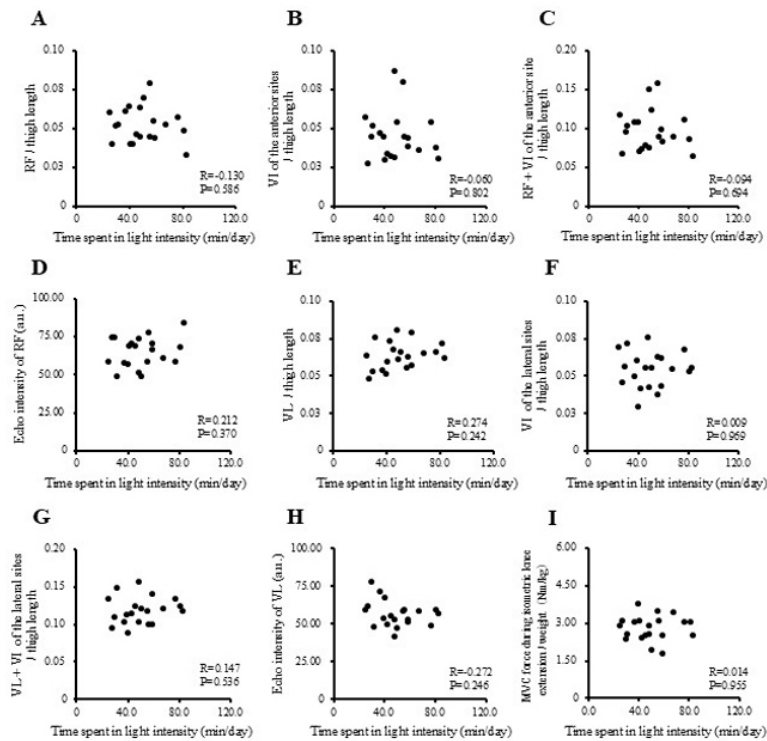 A
B
C
RF / thigh length
0.10
0.08
0.05
0.03
0
0
40.0
80.0
120.0
R=-0.130
P=0.586
Time spent in light intensity (min/day)
VI of the anterior sites
/ thigh length
0.10
0.08
0.05
0.03
0
0
40.0
80.0
120.0
R=-0.060
P=0.802
Time spent in light intensity (min/day)
RF + VI of the anterior site
/ thigh length
0.20
0.15
0.10
0.05
0
0
40.0
80.0
120.0
R=-0.094
P=0.694
Time spent in light intensity (min/day)
D
E
F
Echo intensity of RF (a.u.)
100.00
75.00
50.00
25.00
0
0
40.0
80.0
120.0
R=0.212
P=0.370
Time spent in light intensity (min/day)
VL / thigh length
0.10
0.08
0.05
0.03
0
0
40.0
80.0
120.0
R=0.274
P=0.242
Time spent in light intensity (min/day)
VI of the lateral sites
/ thigh length
0.10
0.08
0.05
0.03
0
0
40.0
80.0
120.0
R=0.009
P=0.969
Time spent in light intensity (min/day)
G
H
I
VL + VI of the lateral sites
/ thigh length
0.20
0.15
0.10
0.05
0
0
40.0
80.0
120.0
R=0.147
P=0.536
Time spent in light intensity (min/day)
Echo intensity of VL (a.u.)
100.00
75.00
50.00
25.00
0
0
40.0
80.0
120.0
R=-0.272
P=0.246
Time spent in light intensity (min/day)
MVC force during isometric knee
extension / weight (Nm/kg)
6.00
4.50
3.00
1.50
0
0
40.0
80.0
120.0
R=0.014
P=0.955
Time spent in light intensity (min/day)